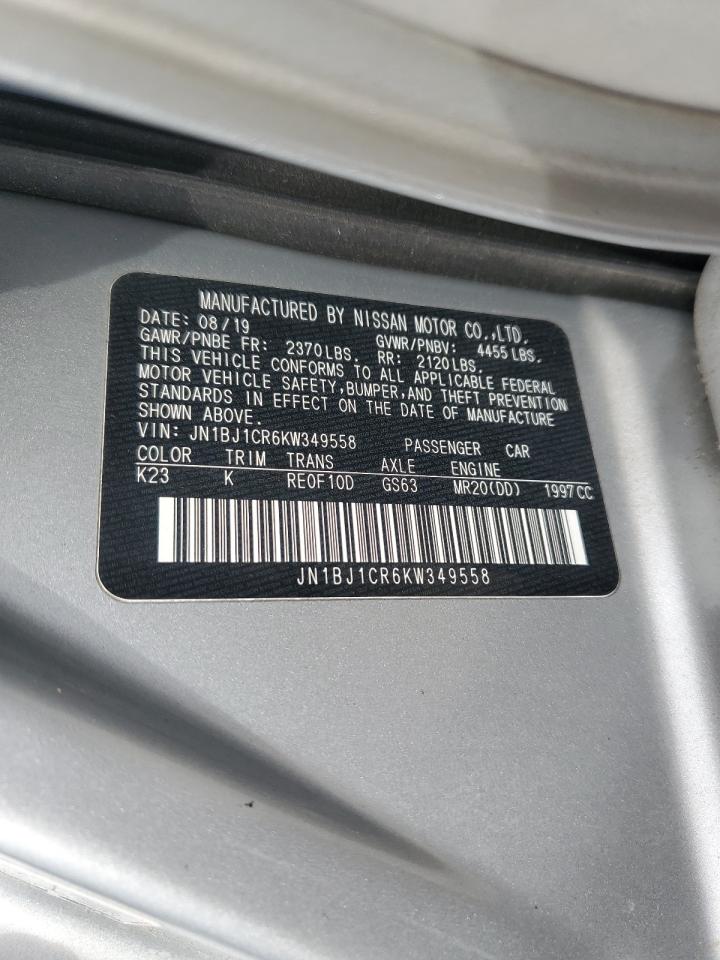 MANUFACTURED BY NISSAN MOTOR CO.,LTD.
DATE: 08/19 GVWR/PNBV: 4455 LBS.
GAWR/PNBE FR: 2370LBS. RR: 2120LBS.
THIS VEHICLE CONFORMS TO ALL APPLICABLE FEDERAL
MOTOR VEHICLE SAFETY,BUMPER,AND THEFT PREVENTION
STANDARDS IN EFFECT ON THE DATE OF MANUFACTURE
SHOWN ABOVE.
VIN: JN1BJ1CR6KW349558 PASSENGER CAR
COLOR TRIM TRANS AXLE ENGINE
K23 K RE0F10D GS63 MR20(DD) 1997CC
JN1BJ1CR6KW349558